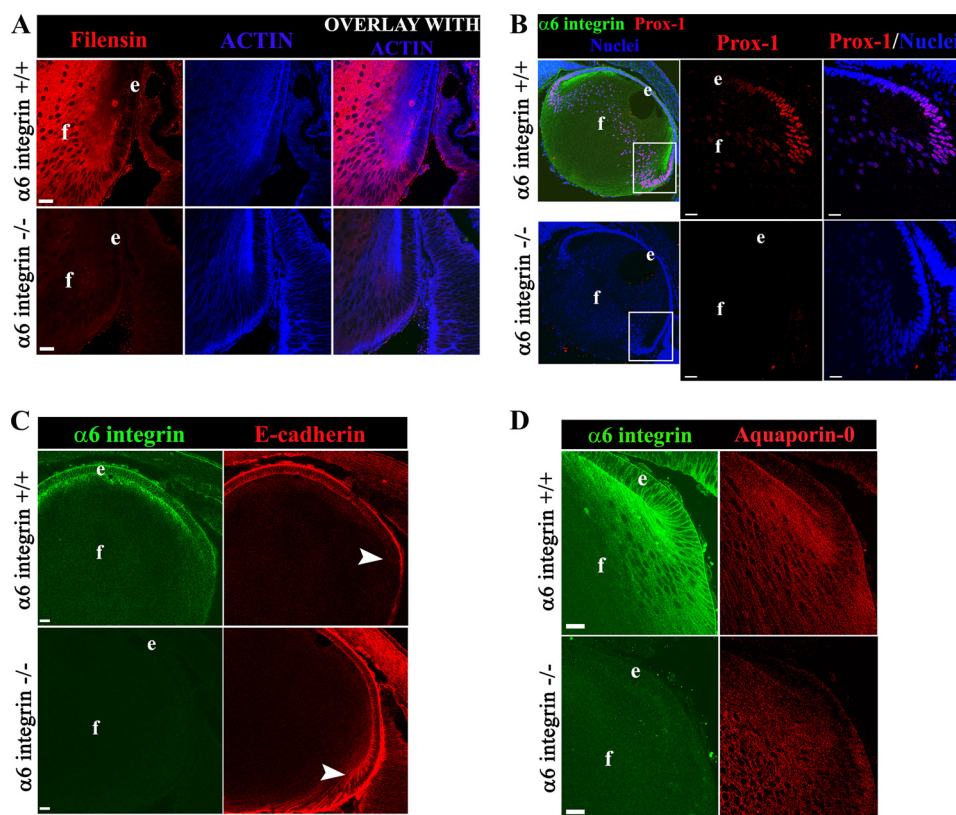 A
Filensin
ACTIN
OVERLAY WITH
ACTIN
α6 integrin +/+
e
f
α6 integrin -/-
e
f
B
α6 integrin Prox-1
Nuclei
Prox-1
Prox-1/Nuclei
α6 integrin +/+
e
f
e
f
α6 integrin -/-
e
f
e
f
C
α6 integrin
E-cadherin
α6 integrin +/+
e
f
α6 integrin -/-
e
f
D
α6 integrin
Aquaporin-0
α6 integrin +/+
e
f
α6 integrin -/-
e
f